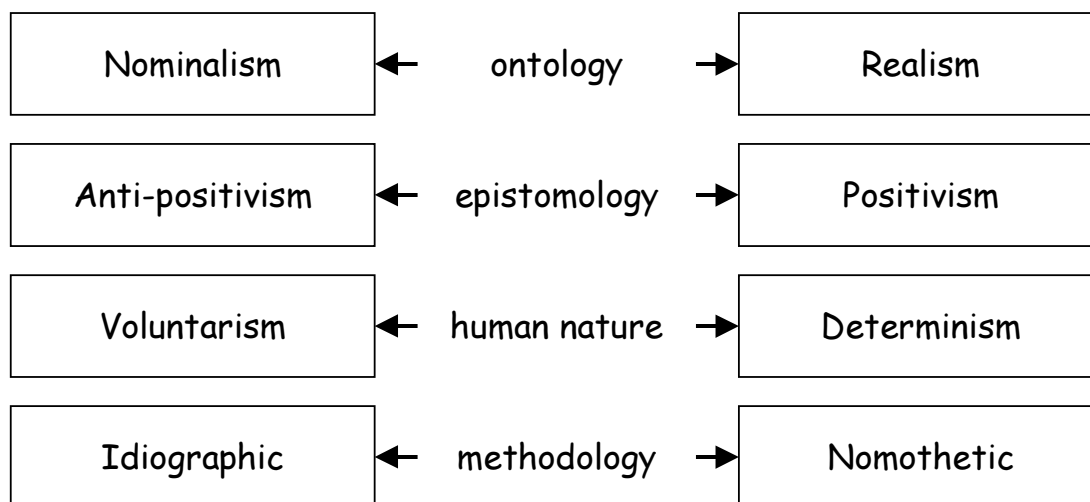 Nominalism ontology Realism
Anti-positivism epistomology Positivism
Voluntarism human nature Determinism
Idiographic methodology Nomothetic